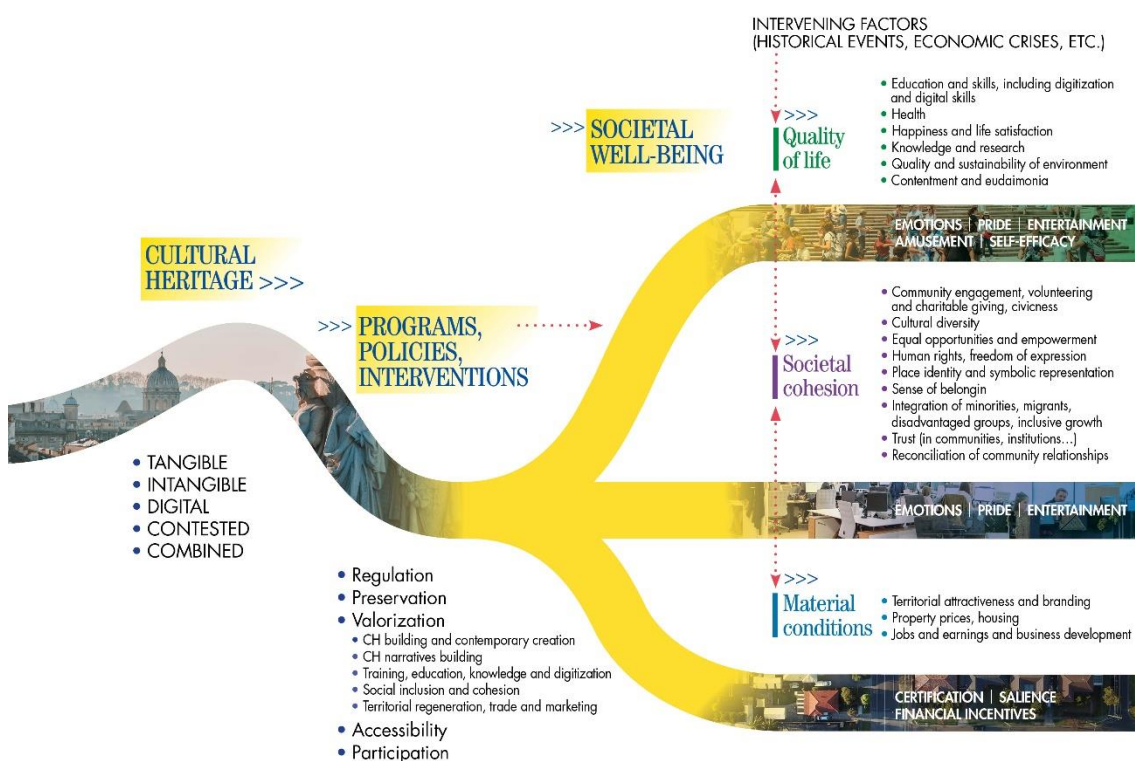 INTERVENING FACTORS
(HISTORICAL EVENTS, ECONOMIC CRISES, ETC.)
>>> SOCIETAL
WELL-BEING
>>>
Quality
of life
• Education and skills, including digitization
and digital skills
• Health
• Happiness and life satisfaction
• Knowledge and research
• Quality and sustainability of environment
• Contentment and eudaimonia
EMOTIONS | PRIDE | ENTERTAINMENT
AMUSEMENT | SELF-EFFICACY
CULTURAL
HERITAGE >>>
>>> PROGRAMS,
POLICIES,
INTERVENTIONS
>>>
Societal
cohesion
• Community engagement, volunteering
and charitable giving, civicness
• Cultural diversity
• Equal opportunities and empowerment
• Human rights, freedom of expression
• Place identity and symbolic representation
• Sense of belongin
• Integration of minorities, migrants,
disadvantaged groups, inclusive growth
• Trust (in communities, institutions...)
• Reconciliation of community relationships
• TANGIBLE
• INTANGIBLE
• DIGITAL
• CONTESTED
• COMBINED
EMOTIONS | PRIDE | ENTERTAINMENT
• Regulation
• Preservation
• Valorization
• CH building and contemporary creation
• CH narratives building
• Training, education, knowledge and digitization
• Social inclusion and cohesion
• Territorial regeneration, trade and marketing
• Accessibility
• Participation
>>>
Material
conditions
• Territorial attractiveness and branding
• Property prices, housing
• Jobs and earnings and business development
CERTIFICATION | SALIENCE
FINANCIAL INCENTIVES